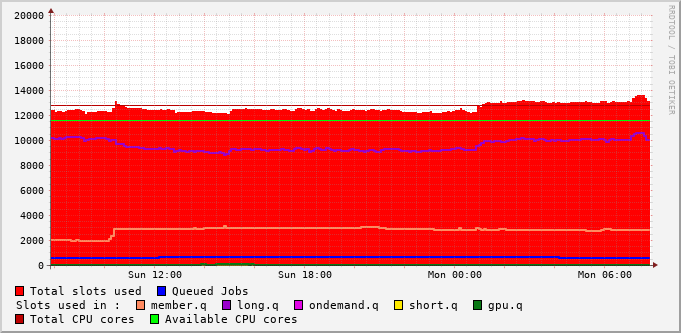 20000
18000
16000
14000
12000
10000
8000
6000
4000
2000
0
Sun 12:00 Sun 18:00 Mon 00:00 Mon 06:00
RRDTOOL / TOBI OETIKER
Total slots used Queued Jobs
Slots used in : member.q long.q ondemand.q short.q gpu.q
Total CPU cores Available CPU cores